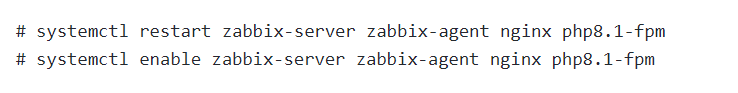 # systemctl restart zabbix-server zabbix-agent nginx php8.1-fpm
# systemctl enable zabbix-server zabbix-agent nginx php8.1-fpm